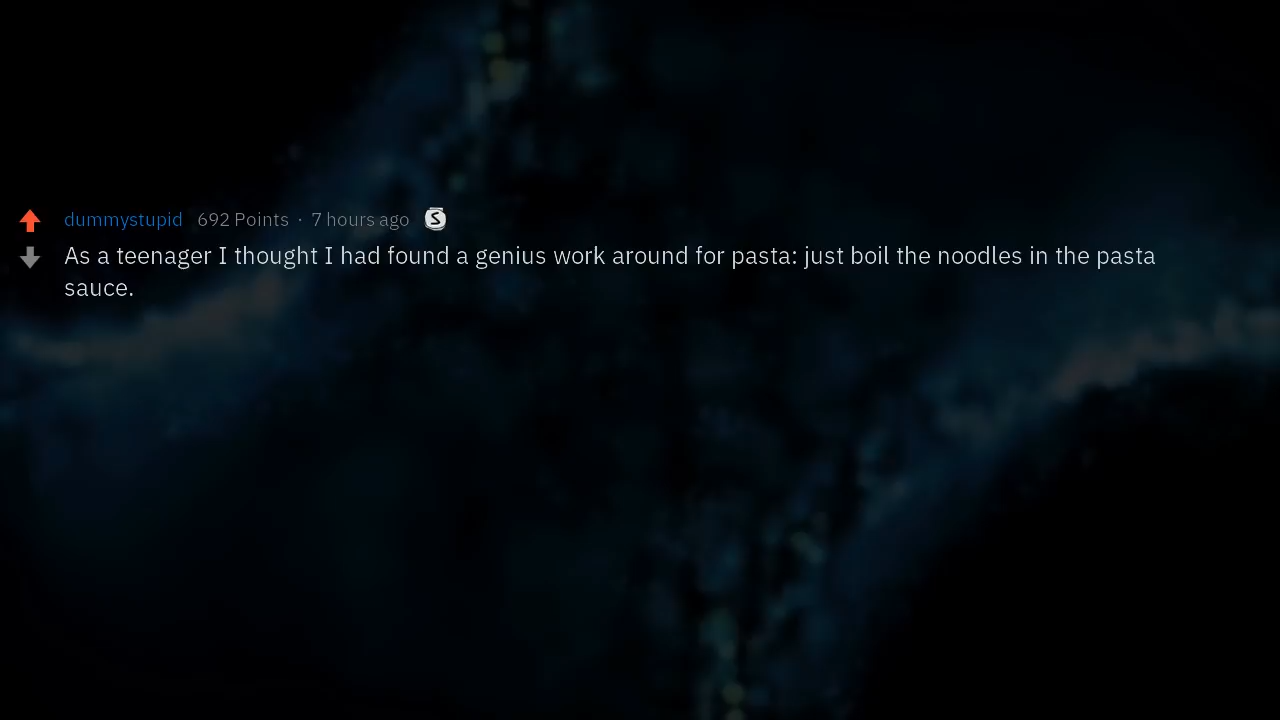 dummystupid 692 Points · 7 hours ago S
As a teenager I thought I had found a genius work around for pasta: just boil the noodles in the pasta
sauce.